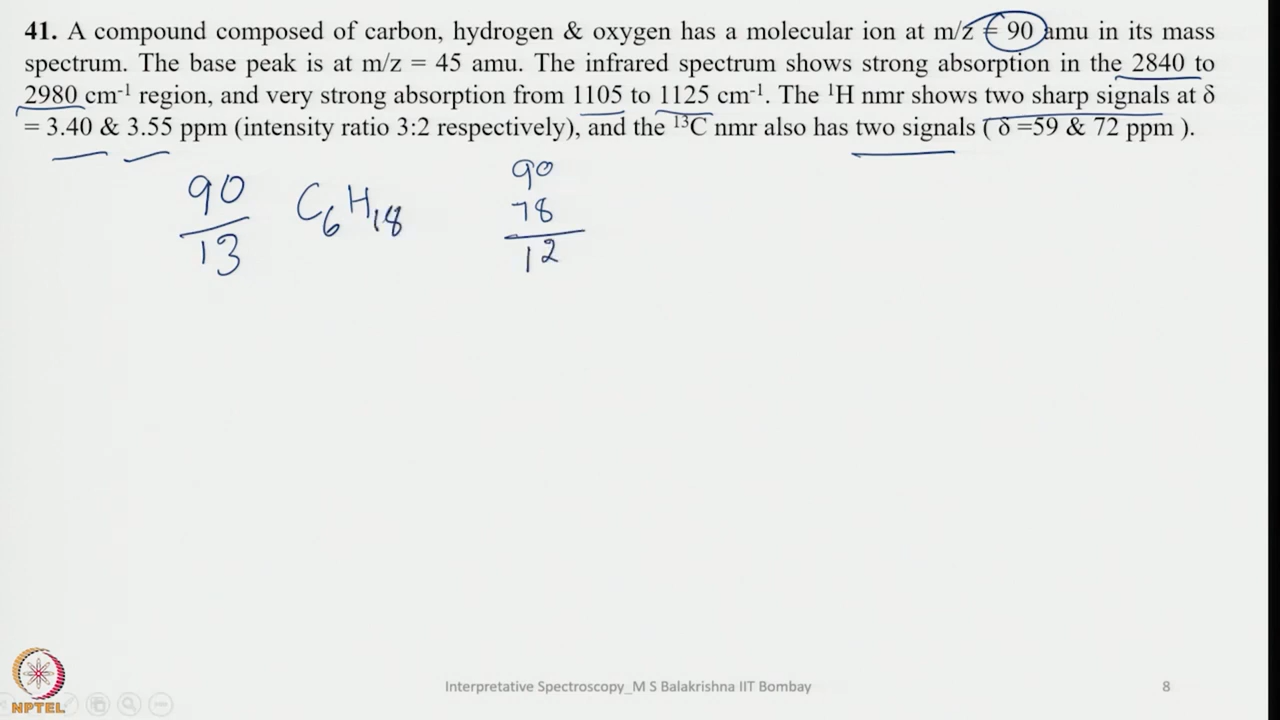 41. A compound composed of carbon, hydrogen & oxygen has a molecular ion at m/z = 90 amu in its mass
spectrum. The base peak is at m/z = 45 amu. The infrared spectrum shows strong absorption in the 2840 to
2980 cm-1 region, and very strong absorption from 1105 to 1125 cm-1. The 1H nmr shows two sharp signals at δ
= 3.40 & 3.55 ppm (intensity ratio 3:2 respectively), and the 13C nmr also has two signals ( δ =59 & 72 ppm ).
90
13
C6H18
90
78
12
Interpretative Spectroscopy_M S Balakrishna IIT Bombay
8
NPTEL